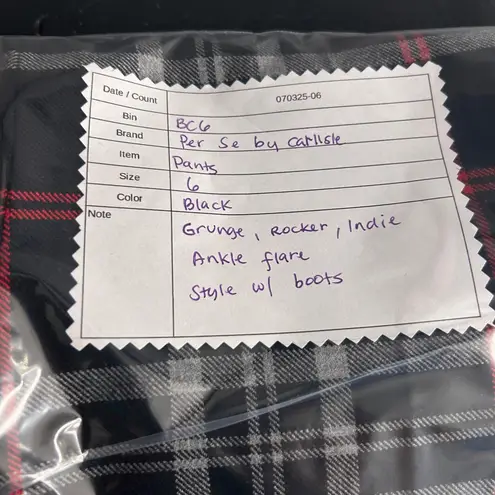 Date / Count 070325-06
Bin BC6
Brand Per Se by Carlisle
Item Pants
Size 6
Color Black
Note Grunge, Rocker, Indie
Ankle flare
Style w/ boots